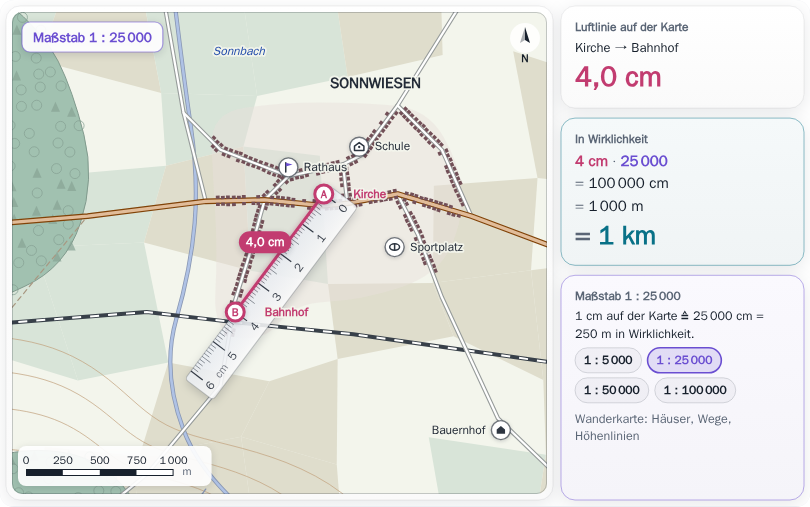 Maßstab 1 : 25 000
Sonnbach
N
SONNWIESEN
Schule
Rathaus
A
Kirche
0
1
4,0 cm
Sportplatz
2
3
B
Bahnhof
4
5
cm
6
Bauernhof
0 250 500 750 1 000
m
Luftlinie auf der Karte
Kirche → Bahnhof
4,0 cm
In Wirklichkeit
4 cm · 25 000
= 100 000 cm
= 1 000 m
= 1 km
Maßstab 1 : 25 000
1 cm auf der Karte ≙ 25 000 cm =
250 m in Wirklichkeit.
1 : 5 000
1 : 25 000
1 : 50 000
1 : 100 000
Wanderkarte: Häuser, Wege,
Höhenlinien